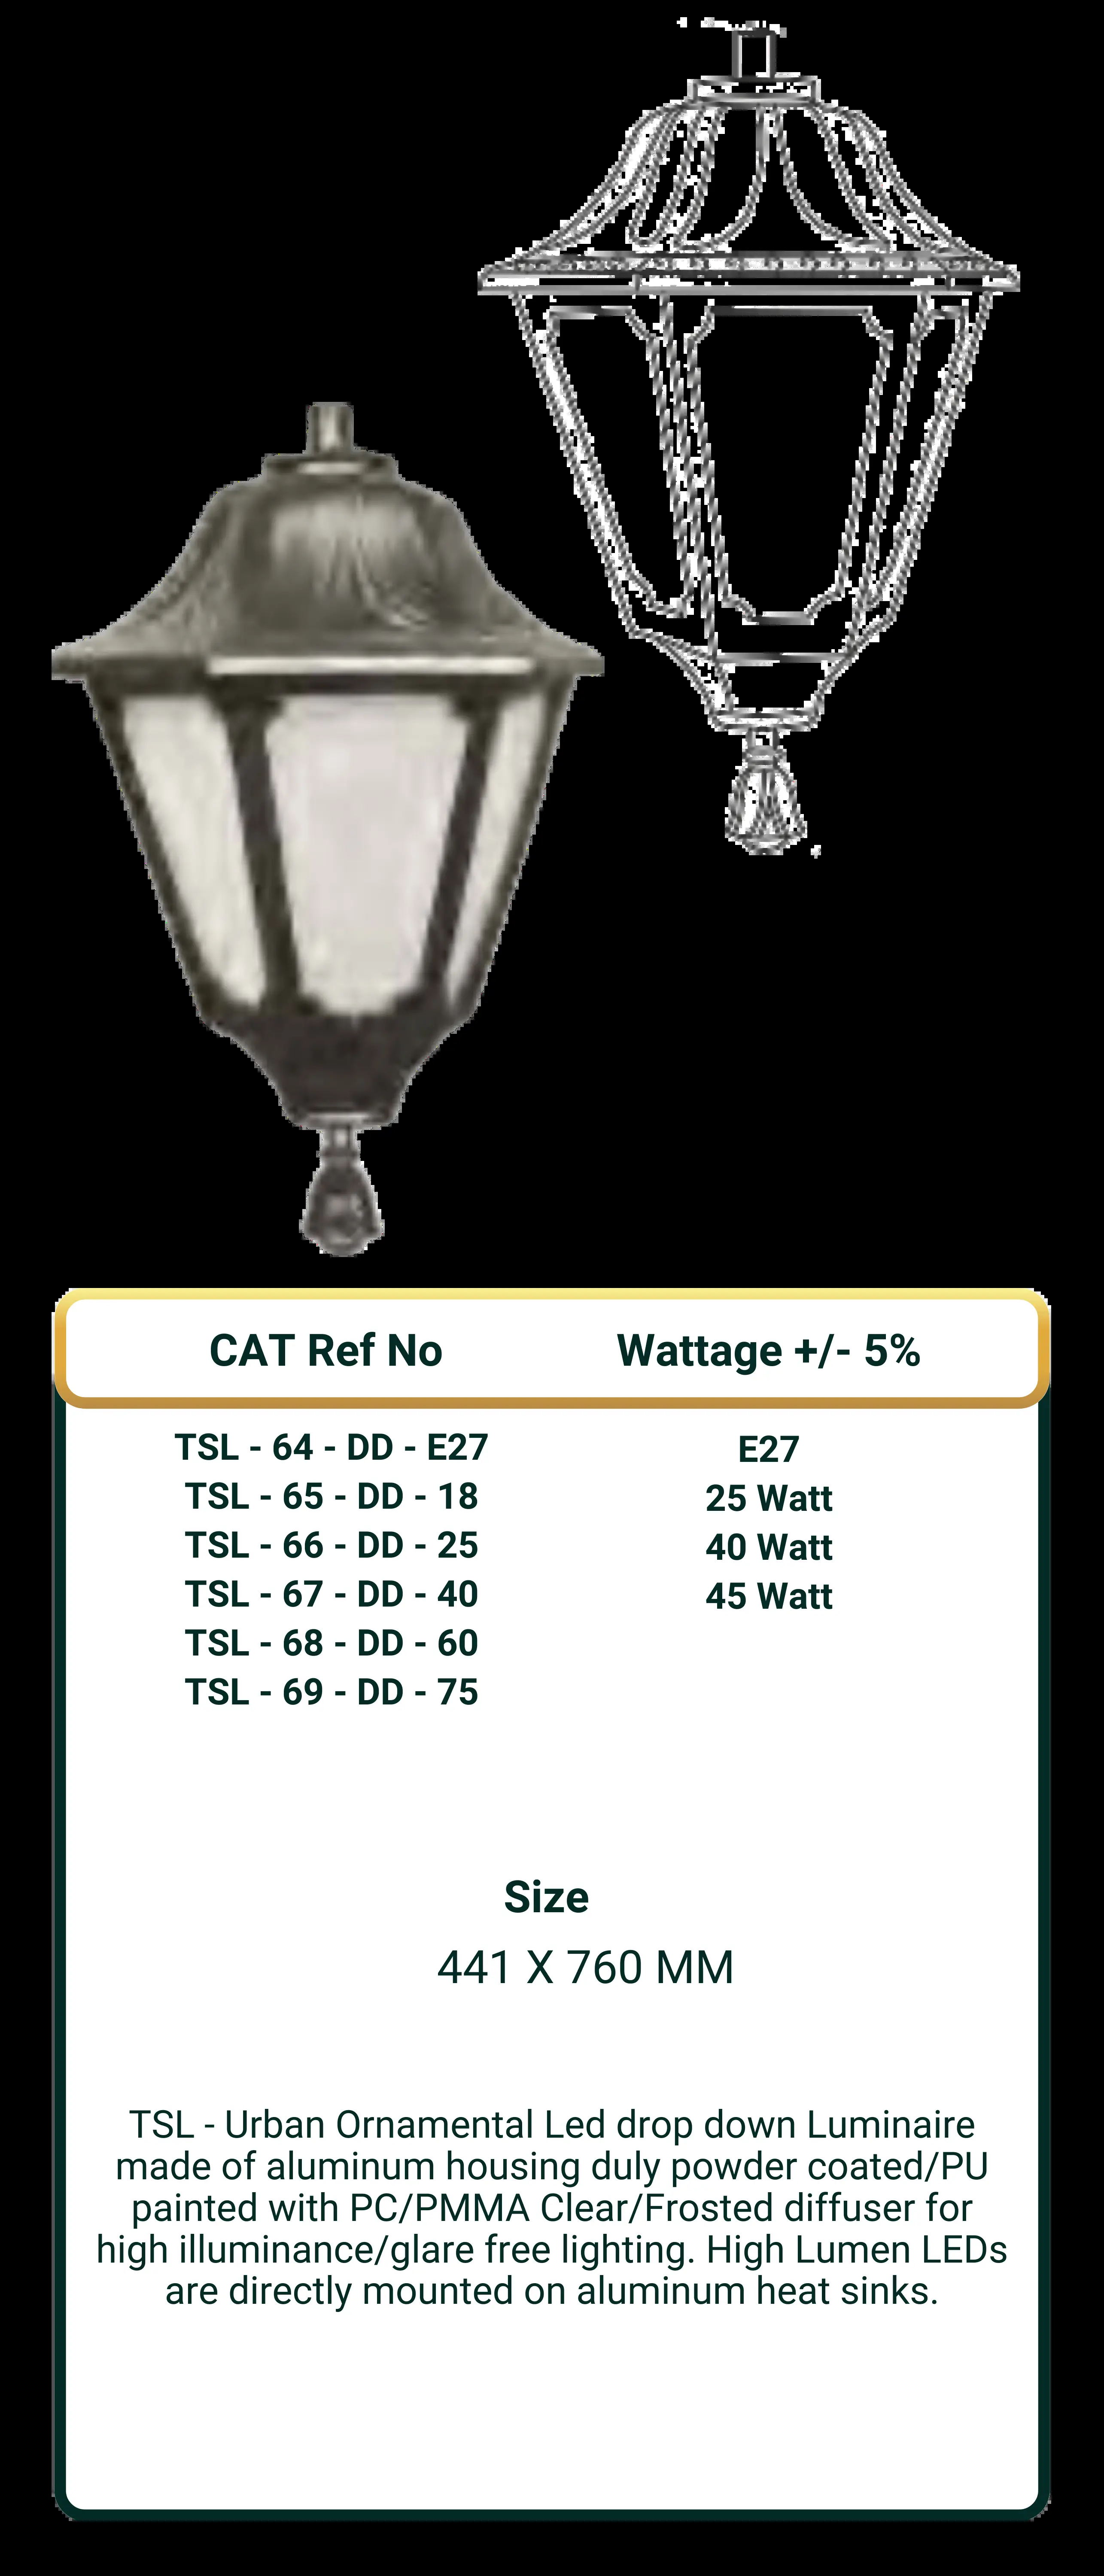 CAT Ref No Wattage +/- 5%
TSL - 64 - DD - E27 E27
TSL - 65 - DD - 18 25 Watt
TSL - 66 - DD - 25 40 Watt
TSL - 67 - DD - 40 45 Watt
TSL - 68 - DD - 60
TSL - 69 - DD - 75
Size
441 X 760 MM
TSL - Urban Ornamental Led drop down Luminaire
made of aluminum housing duly powder coated/PU
painted with PC/PMMA Clear/Frosted diffuser for
high illuminance/glare free lighting. High Lumen LEDs
are directly mounted on aluminum heat sinks.